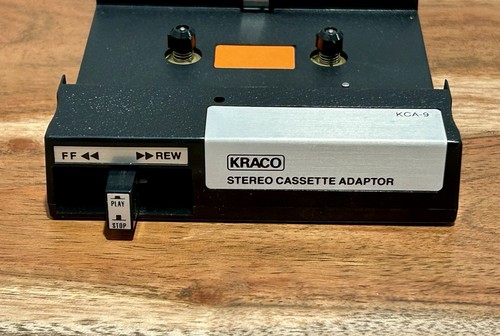 KCA-9
FF ◀◀ ▶▶ REW
KRACO
STEREO CASSETTE ADAPTOR
PLAY
STOP